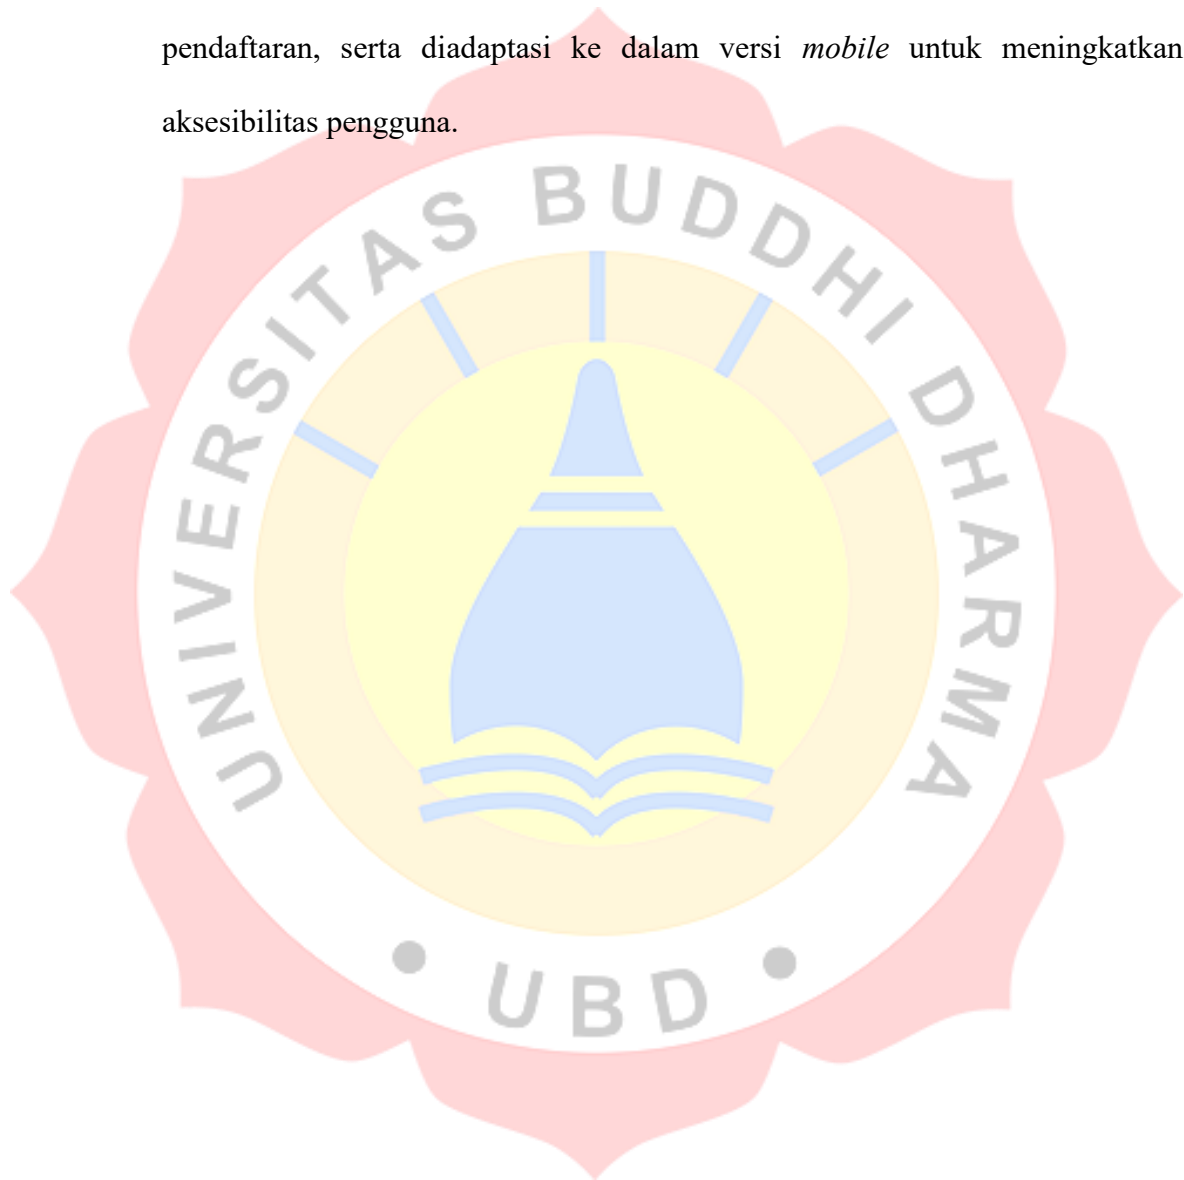 pendaftaran, serta diadaptasi ke dalam versi mobile untuk meningkatkan
aksesibilitas pengguna.
UNIVERSITAS BUDDHI DHARMA
• UBD •